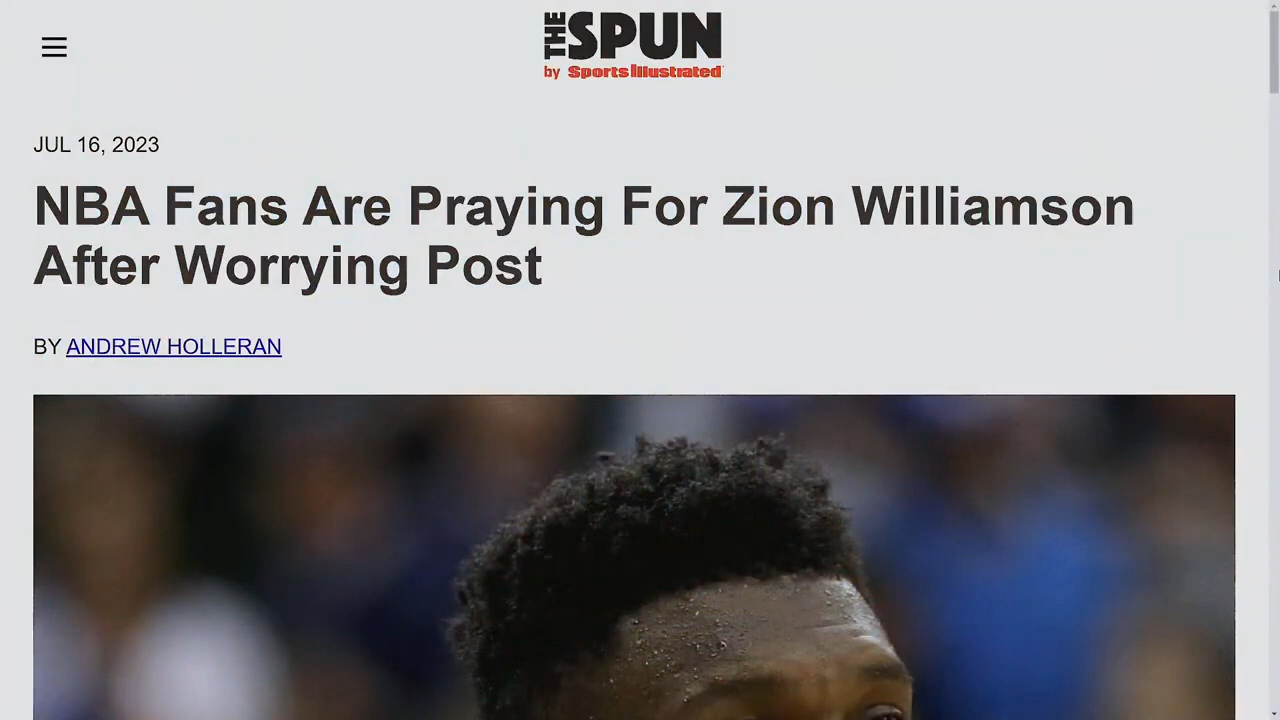 THE SPUN
by Sports Illustrated
JUL 16, 2023
NBA Fans Are Praying For Zion Williamson
After Worrying Post
BY ANDREW HOLLERAN